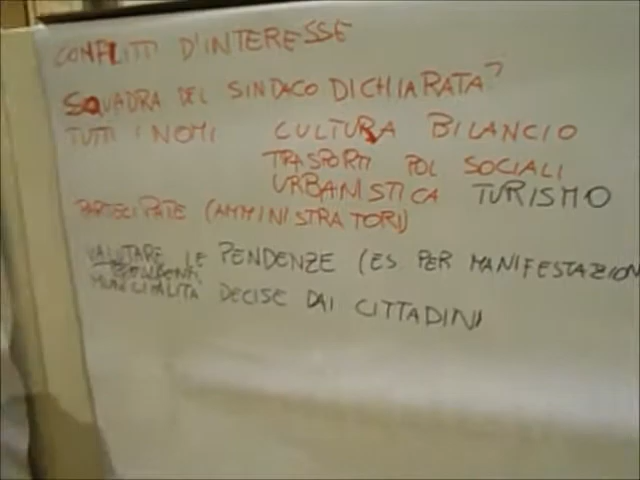 CONFLITTI D'INTERESSE
SQUADRA DEL SINDACO DICHIARATA?
TUTTI I NOMI CULTURA BILANCIO
TRASPORTI POL SOCIALI
URBANISTICA TURISMO
PARTECIPATE (AMMINISTRATORI)
VALUTARE LE PENDENZE (ES PER MANIFESTAZION
MUNICIPALITÀ DECISE DAI CITTADINI